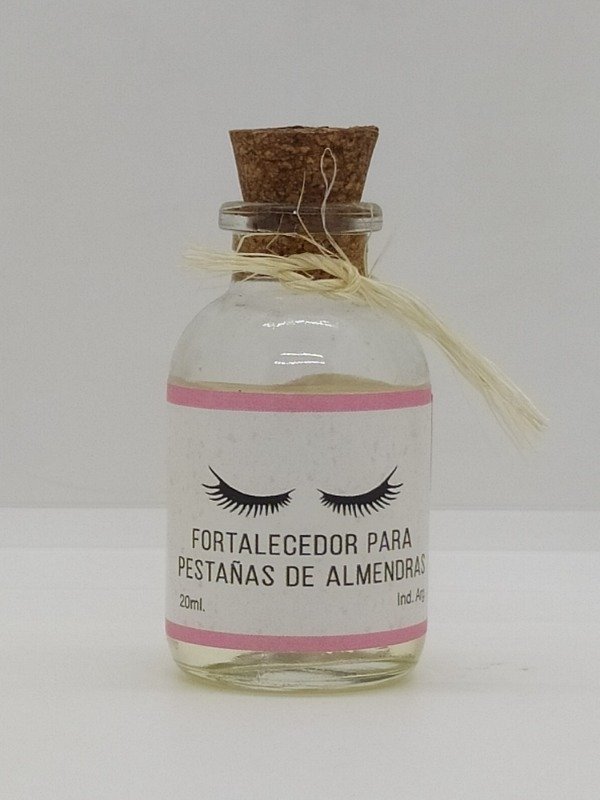 FORTALECEDOR PARA
PESTAÑAS DE ALMENDRAS
20ml.
Ind. Arg